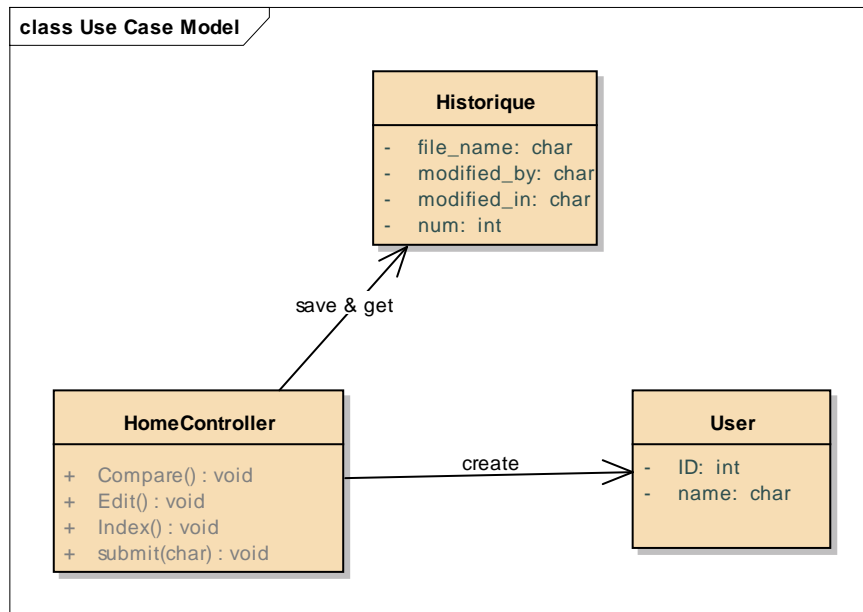 class Use Case Model
Historique
- file_name: char
- modified_by: char
- modified_in: char
- num: int
save & get
HomeController
+ Compare() : void
+ Edit() : void
+ Index() : void
+ submit(char) : void
create
User
- ID: int
- name: char